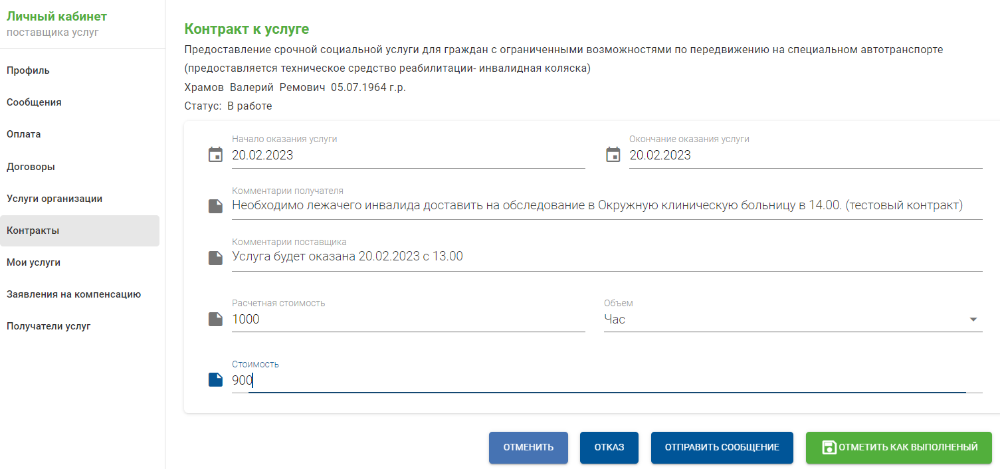 Личный кабинет
поставщика услуг
Профиль
Сообщения
Оплата
Договоры
Услуги организации
Контракты
Мои услуги
Заявления на компенсацию
Получатели услуг
Контракт к услуге
Предоставление срочной социальной услуги для граждан с ограниченными возможностями по передвижению на специальном автотранспорте
(предоставляется техническое средство реабилитации- инвалидная коляска)
Храмов Валерий Ремович 05.07.1964 г.р.
Статус: В работе
Начало оказания услуги
20.02.2023
Окончание оказания услуги
20.02.2023
Комментарии получателя
Необходимо лежачего инвалида доставить на обследование в Окружную клиническую больницу в 14.00. (тестовый контракт)
Комментарии поставщика
Услуга будет оказана 20.02.2023 с 13.00
Расчетная стоимость
1000
Объем
Час
Стоимость
900
ОТМЕНИТЬ
ОТКАЗ
ОТПРАВИТЬ СООБЩЕНИЕ
ОТМЕТИТЬ КАК ВЫПОЛНЕНЫЙ